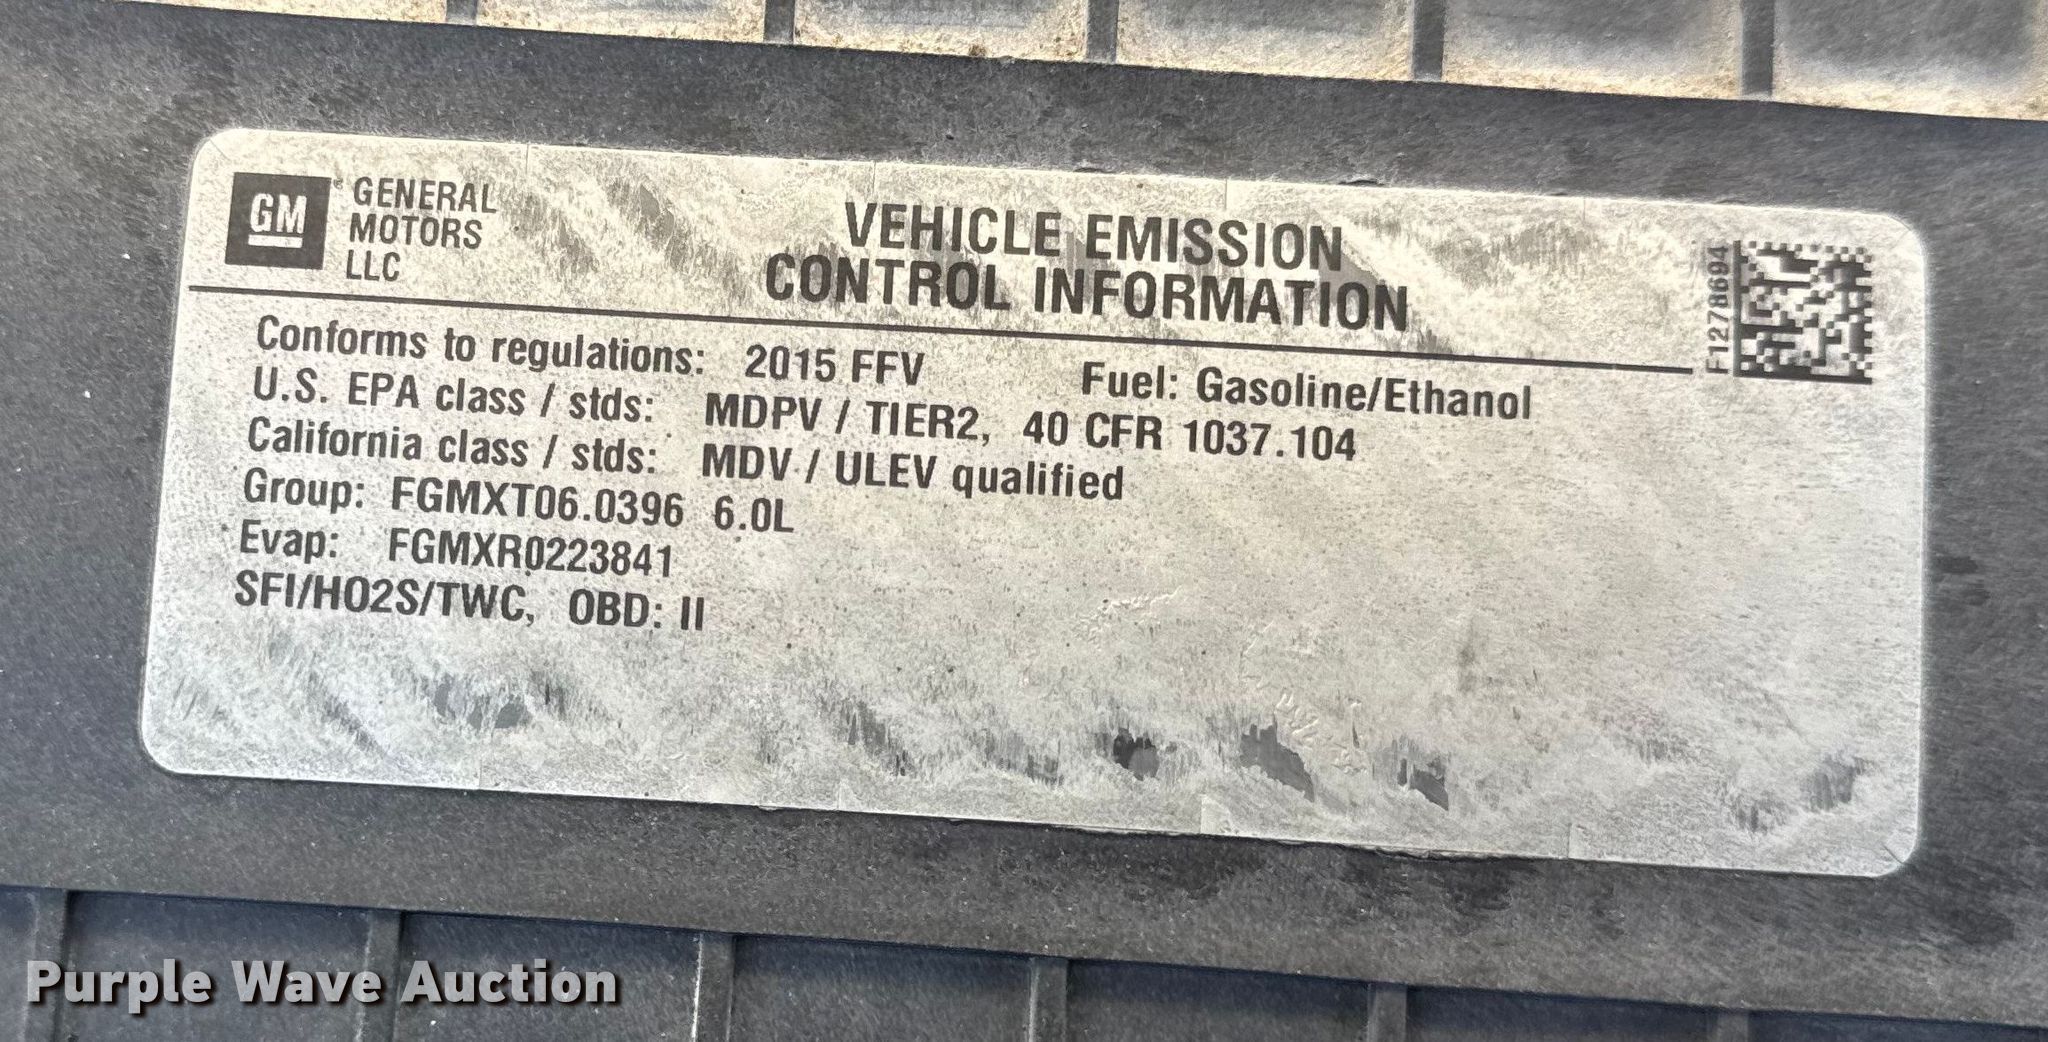 GM
GENERAL
MOTORS
LLC
VEHICLE EMISSION
CONTROL INFORMATION
F1278694
Conforms to regulations: 2015 FFV Fuel: Gasoline/Ethanol
U.S. EPA class / stds: MDPV / TIER2, 40 CFR 1037.104
California class / stds: MDV / ULEV qualified
Group: FGMXT06.0396 6.0L
Evap: FGMXR0223841
SFI/HO2S/TWC, OBD: II
Purple Wave Auction